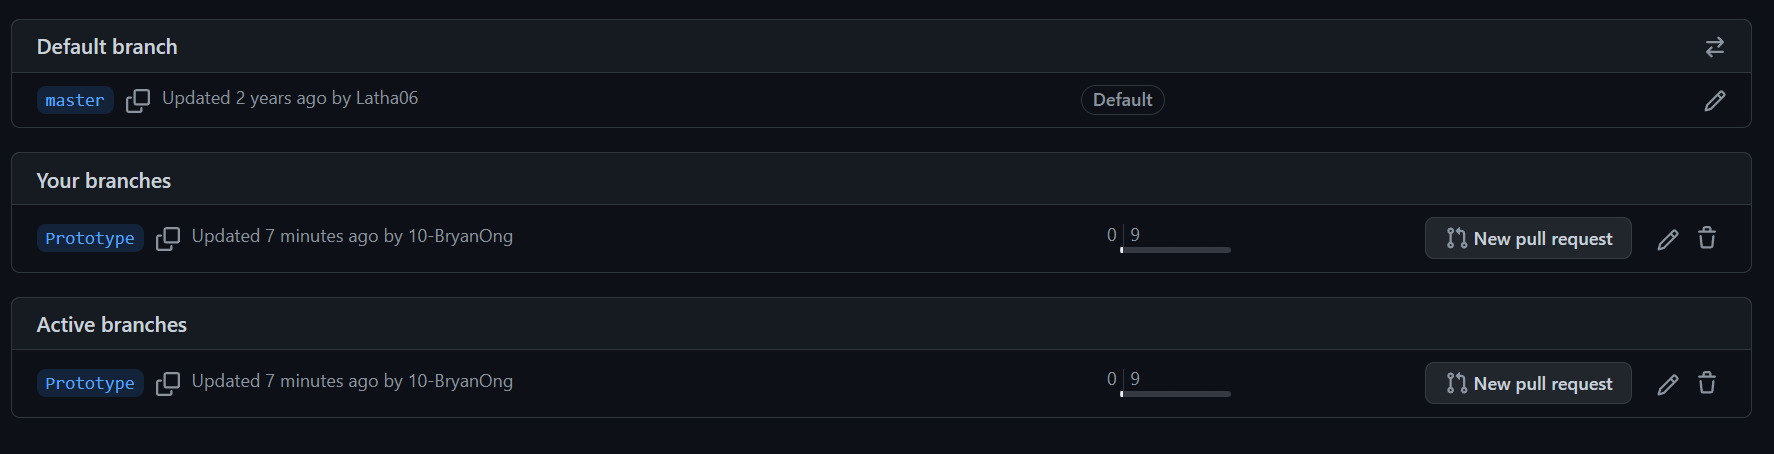 Default branch
master Updated 2 years ago by Latha06 Default
Your branches
Prototype Updated 7 minutes ago by 10-BryanOng 0 9 New pull request
Active branches
Prototype Updated 7 minutes ago by 10-BryanOng 0 9 New pull request